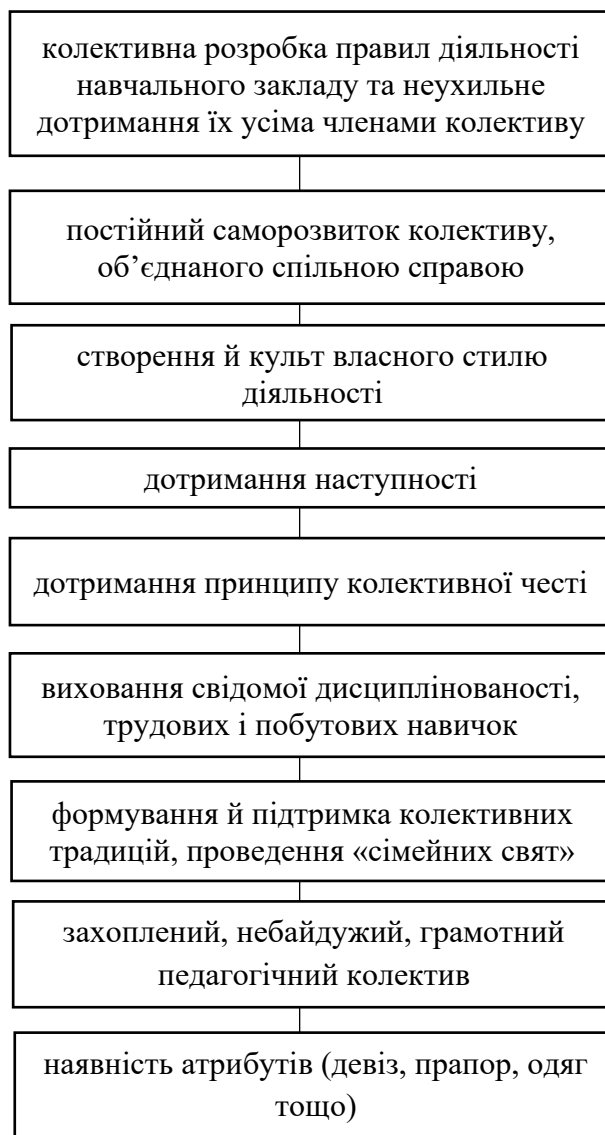 колективна розробка правил діяльності
навчального закладу та неухильне
дотримання їх усіма членами колективу
постійний саморозвиток колективу,
об’єднаного спільною справою
створення й культ власного стилю
діяльності
дотримання наступності
дотримання принципу колективної честі
виховання свідомої дисциплінованості,
трудових і побутових навичок
формування й підтримка колективних
традицій, проведення «сімейних свят»
захоплений, небайдужий, грамотний
педагогічний колектив
наявність атрибутів (девіз, прапор, одяг
тощо)